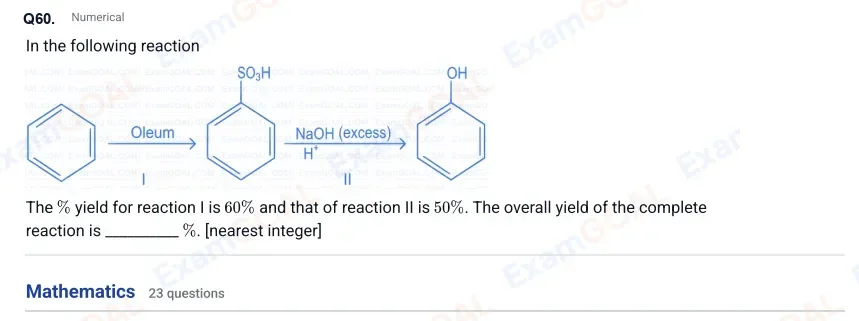 Q60. Numerical
In the following reaction
SO₃H
OH
Oleum
NaOH (excess)
H⁺
I
II
The % yield for reaction I is 60% and that of reaction II is 50%. The overall yield of the complete
reaction is ________ %. [nearest integer]
Mathematics 23 questions
ExamGOAL